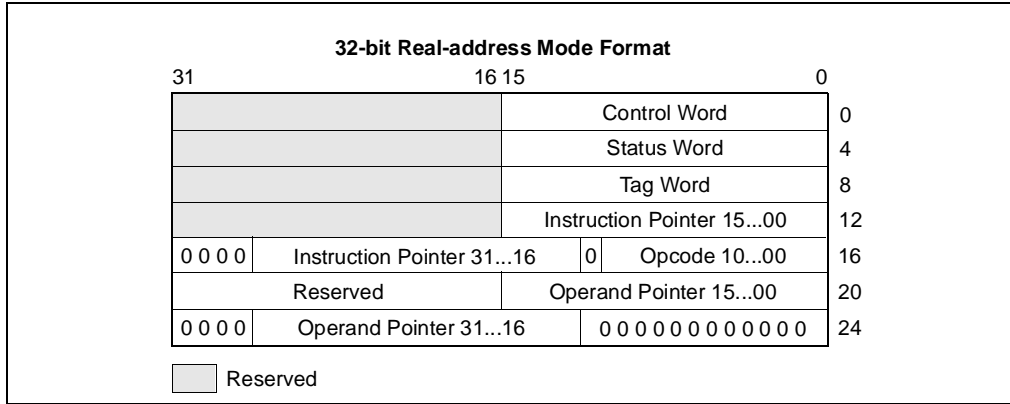 32-bit Real-address Mode Format
31 16 15 0
Control Word 0
Status Word 4
Tag Word 8
Instruction Pointer 15...00 12
0 0 0 0 Instruction Pointer 31...16 0 Opcode 10...00 16
Reserved Operand Pointer 15...00 20
0 0 0 0 Operand Pointer 31...16 0 0 0 0 0 0 0 0 0 0 0 0 24
Reserved